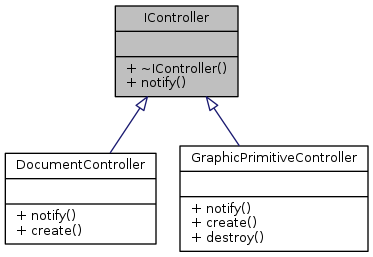 IController
+ ~IController()
+ notify()
DocumentController
+ notify()
+ create()
GraphicPrimitiveController
+ notify()
+ create()
+ destroy()